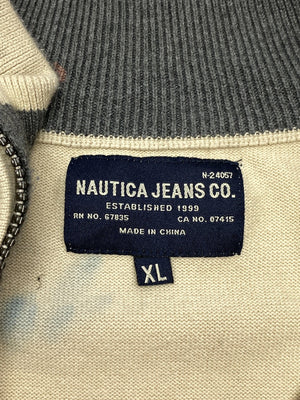 N-24057
NAUTICA JEANS CO.
ESTABLISHED 1999
RN NO. 67835 CA NO. 07415
MADE IN CHINA
XL